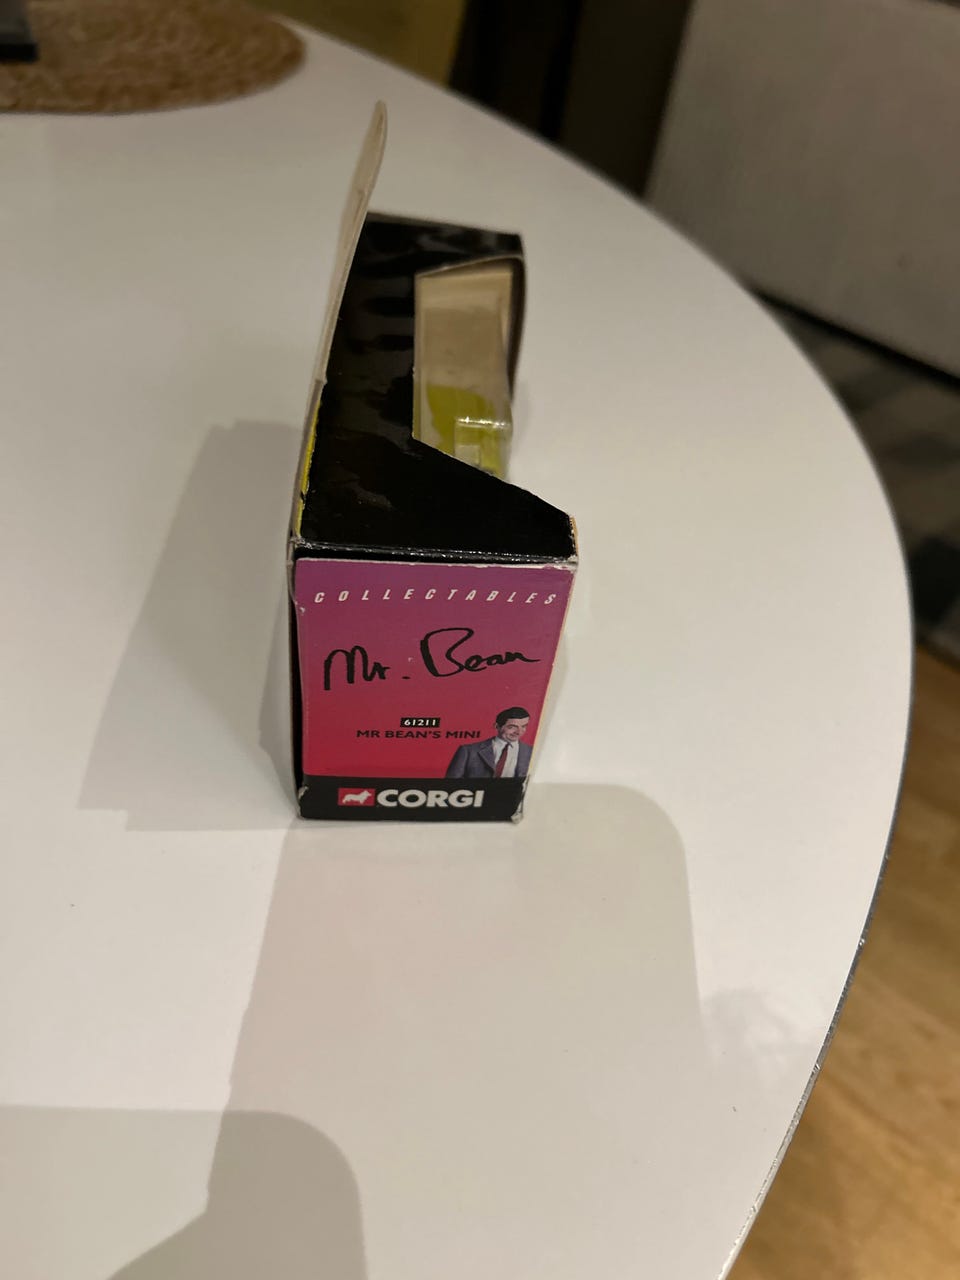 COLLECTABLES
Mr. Bean
61211
MR BEAN'S MINI
CORGI